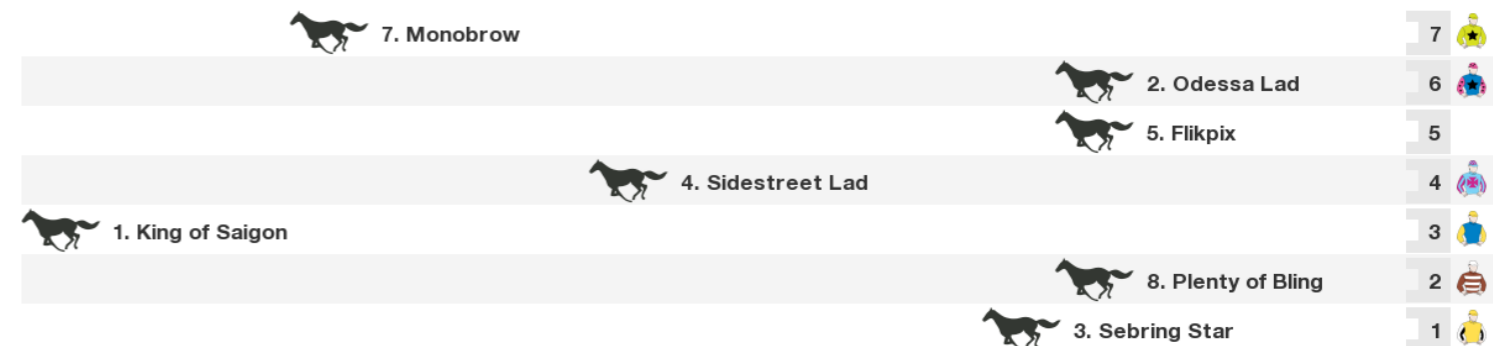 7. Monobrow 7
2. Odessa Lad 6
5. Flikpix 5
4. Sidestreet Lad 4
1. King of Saigon 3
8. Plenty of Bling 2
3. Sebring Star 1